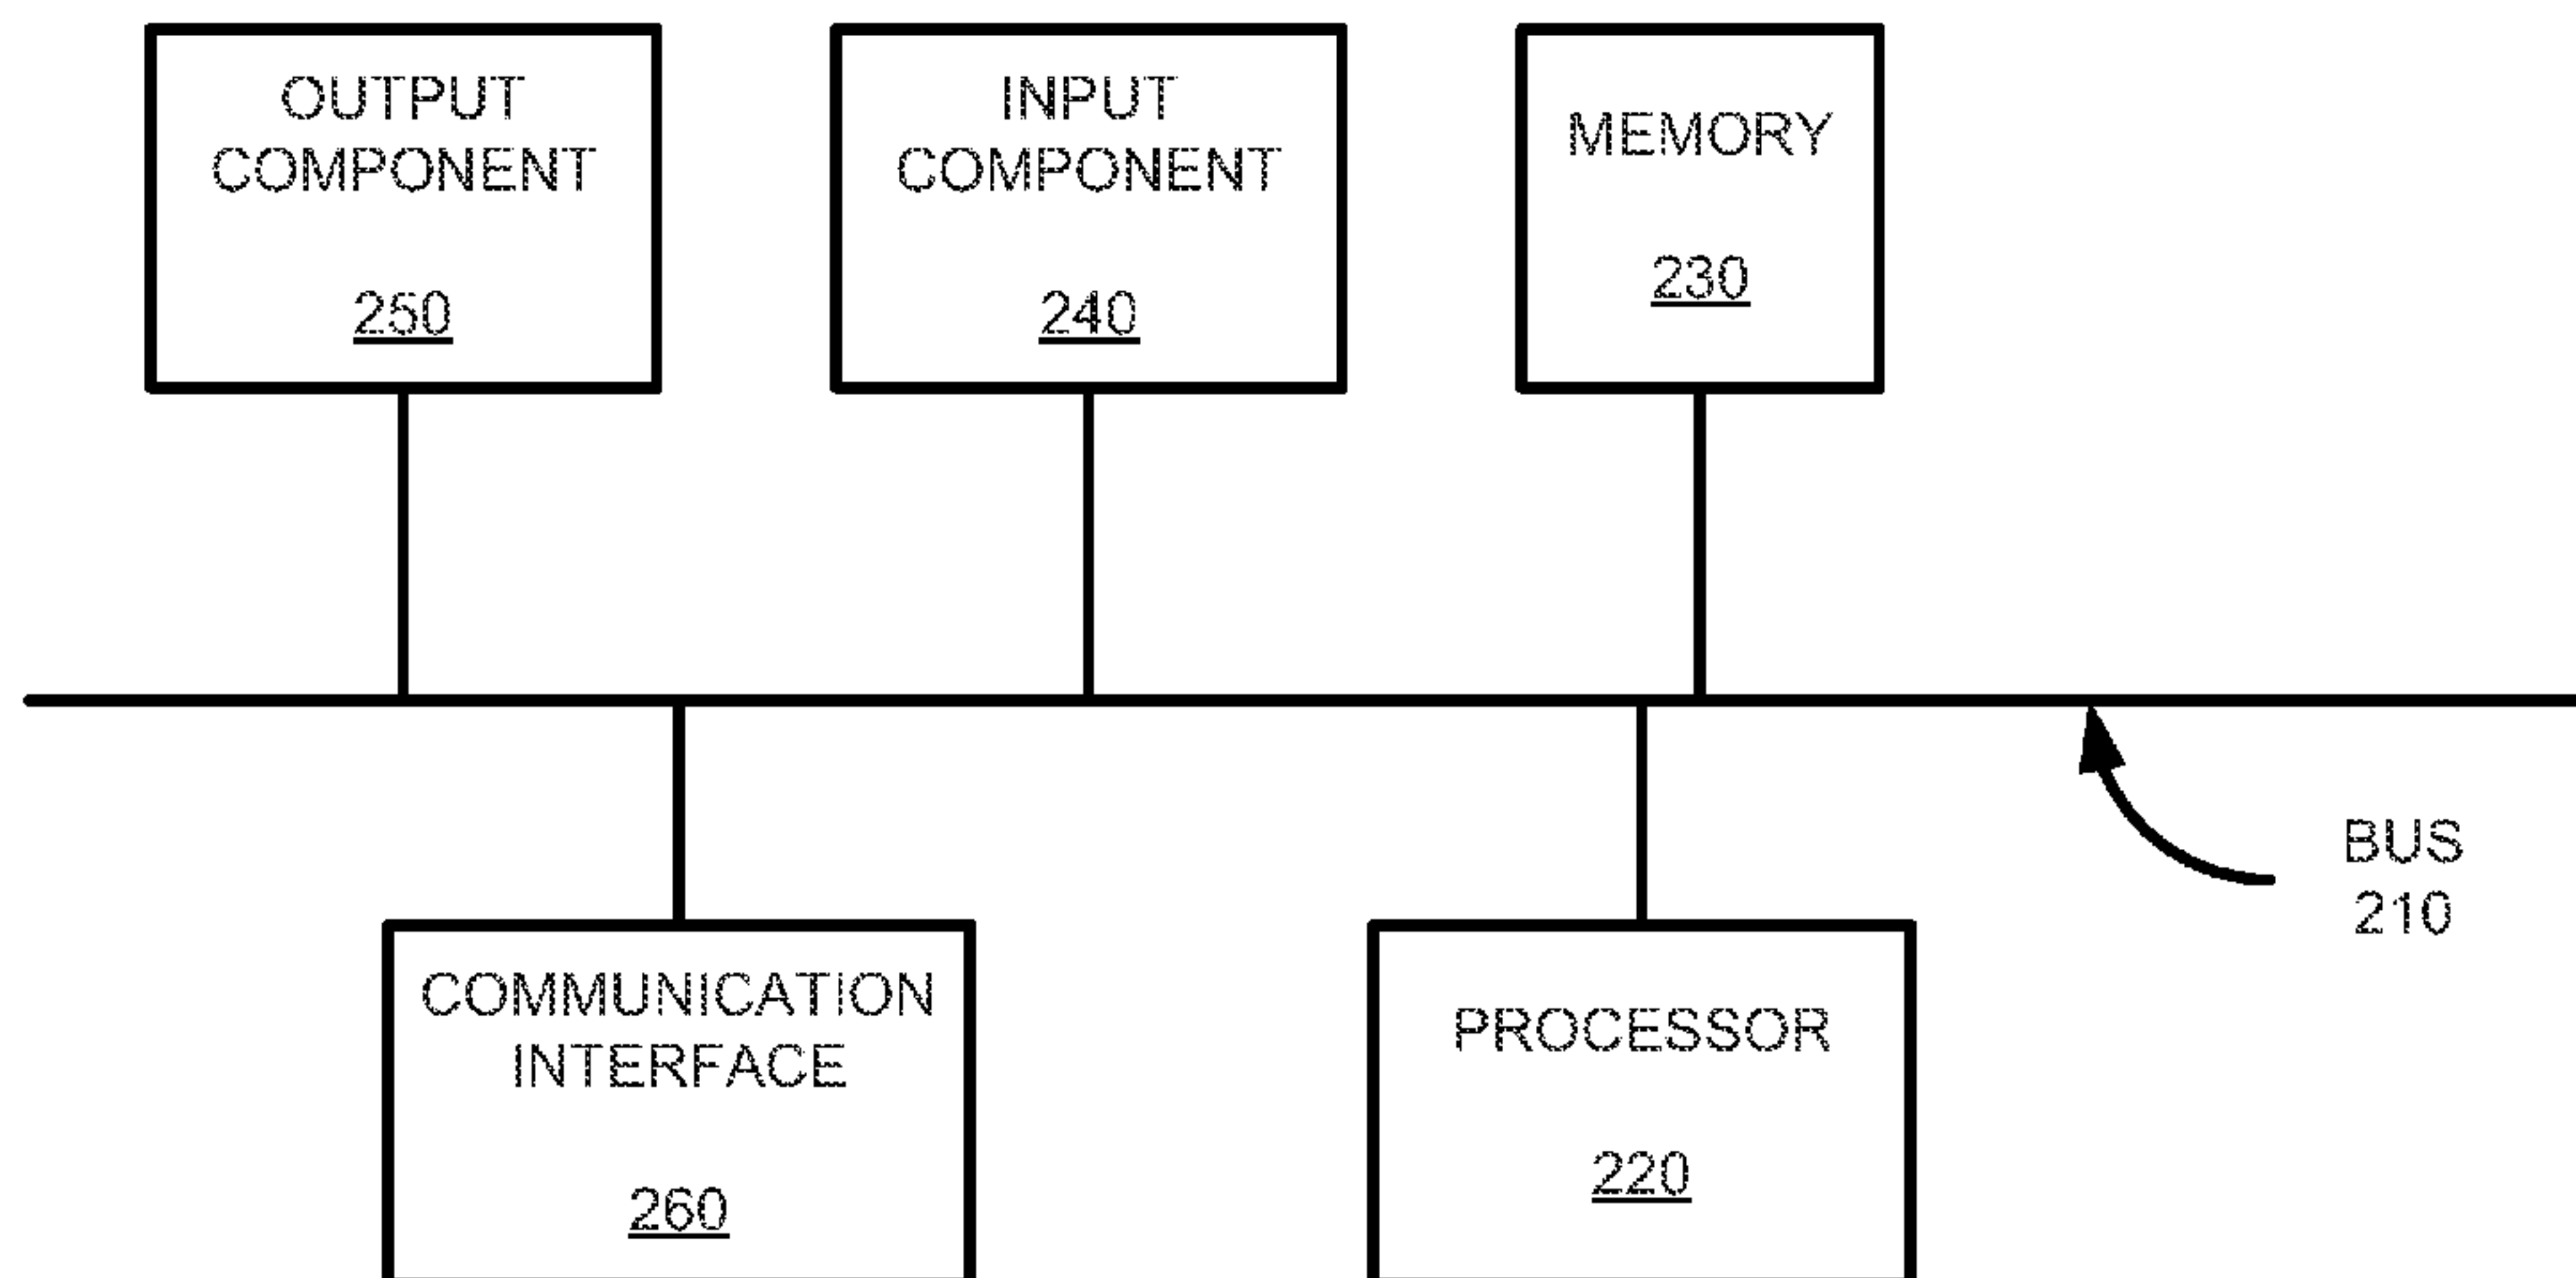 OUTPUT
COMPONENT
250
INPUT
COMPONENT
240
MEMORY
230
BUS
210
COMMUNICATION
INTERFACE
260
PROCESSOR
220